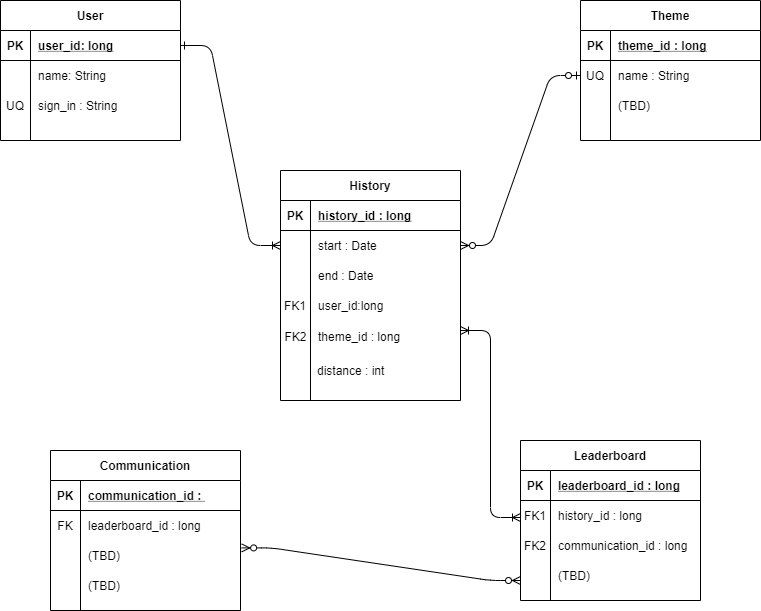 User
PK user_id: long
name: String
UQ sign_in : String
Theme
PK theme_id : long
UQ name : String
(TBD)
History
PK history_id : long
start : Date
end : Date
FK1 user_id:long
FK2 theme_id : long
distance : int
Communication
PK communication_id :
FK leaderboard_id : long
(TBD)
(TBD)
Leaderboard
PK leaderboard_id : long
FK1 history_id : long
FK2 communication_id : long
(TBD)